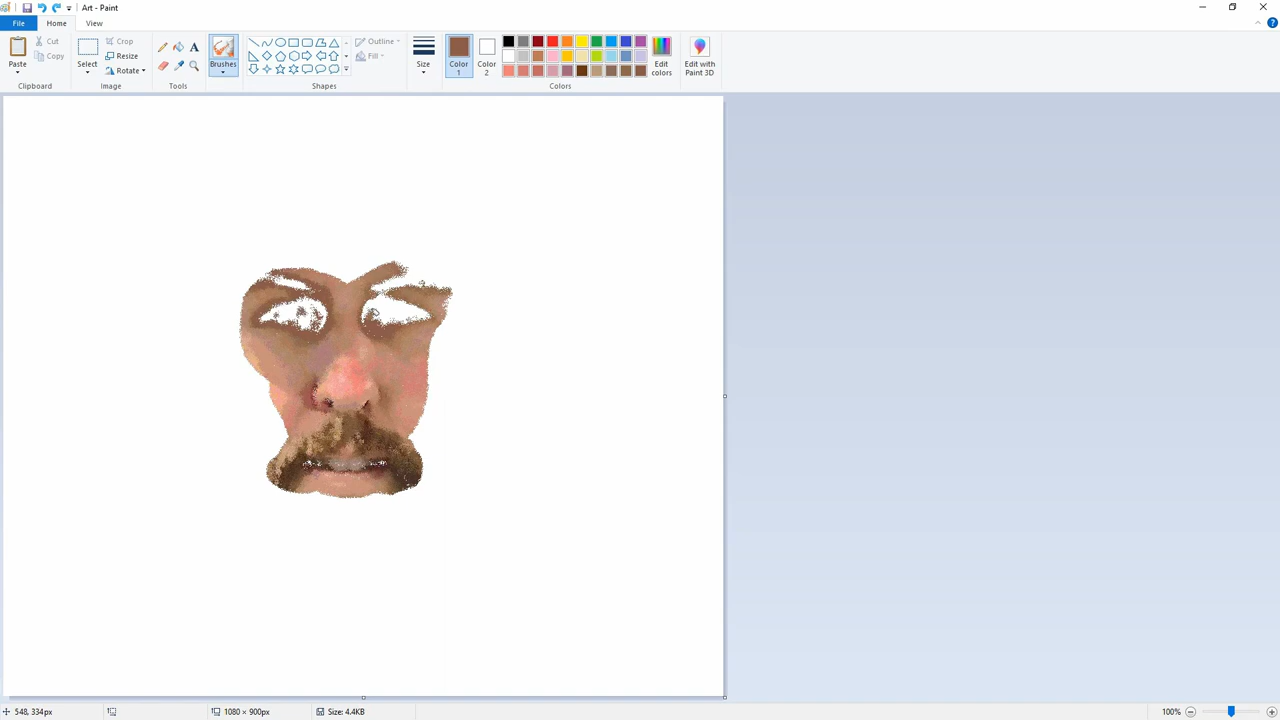 Art - Paint
File Home View
Paste
Cut
Copy
Clipboard
Select
Crop
Resize
Rotate
Image
A
Tools
Brushes
Outline
Fill
Shapes
Size
Color 1
Color 2
Edit colors
Colors
Edit with Paint 3D
548, 334px
1080 × 900px
Size: 4.4KB
100%